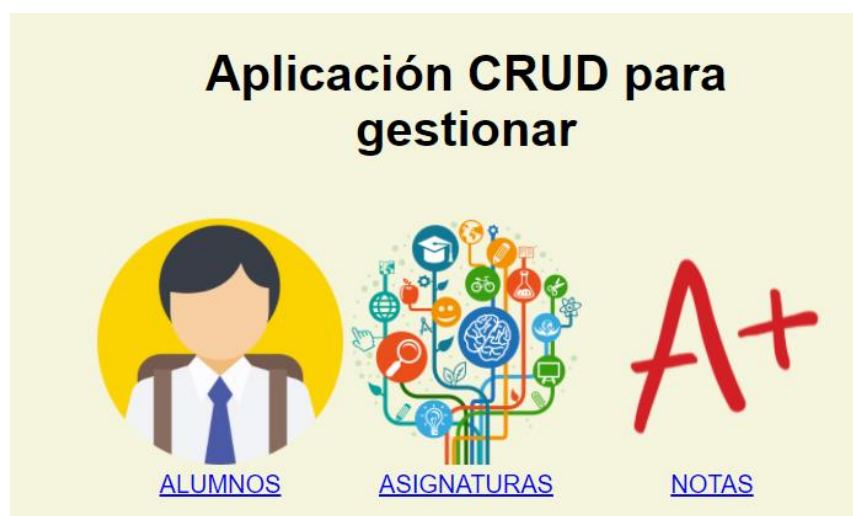 Aplicación CRUD para
gestionar
A+
ALUMNOS ASIGNATURAS NOTAS